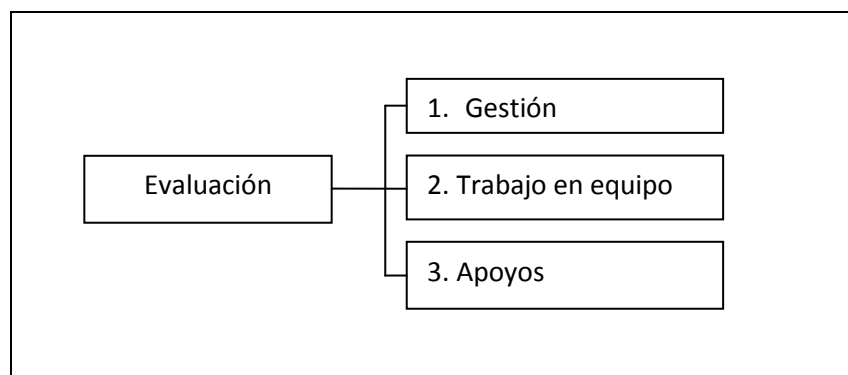 1. Gestión
Evaluación
2. Trabajo en equipo
3. Apoyos